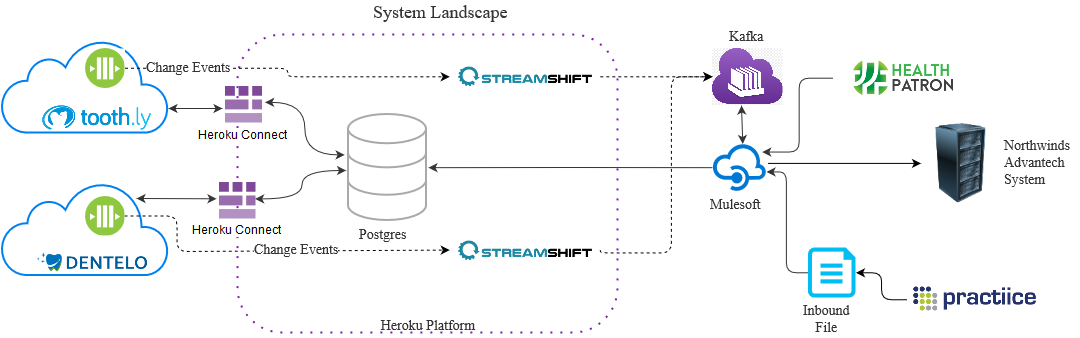 System Landscape
Kafka
Change Events
STREAMSHIFT
HEALTH
PATRON
tooth.ly
Heroku Connect
Northwinds
Advantech
System
Mulesoft
Heroku Connect
Postgres
Change Events
STREAMSHIFT
DENTELO
practiice
Inbound
File
Heroku Platform